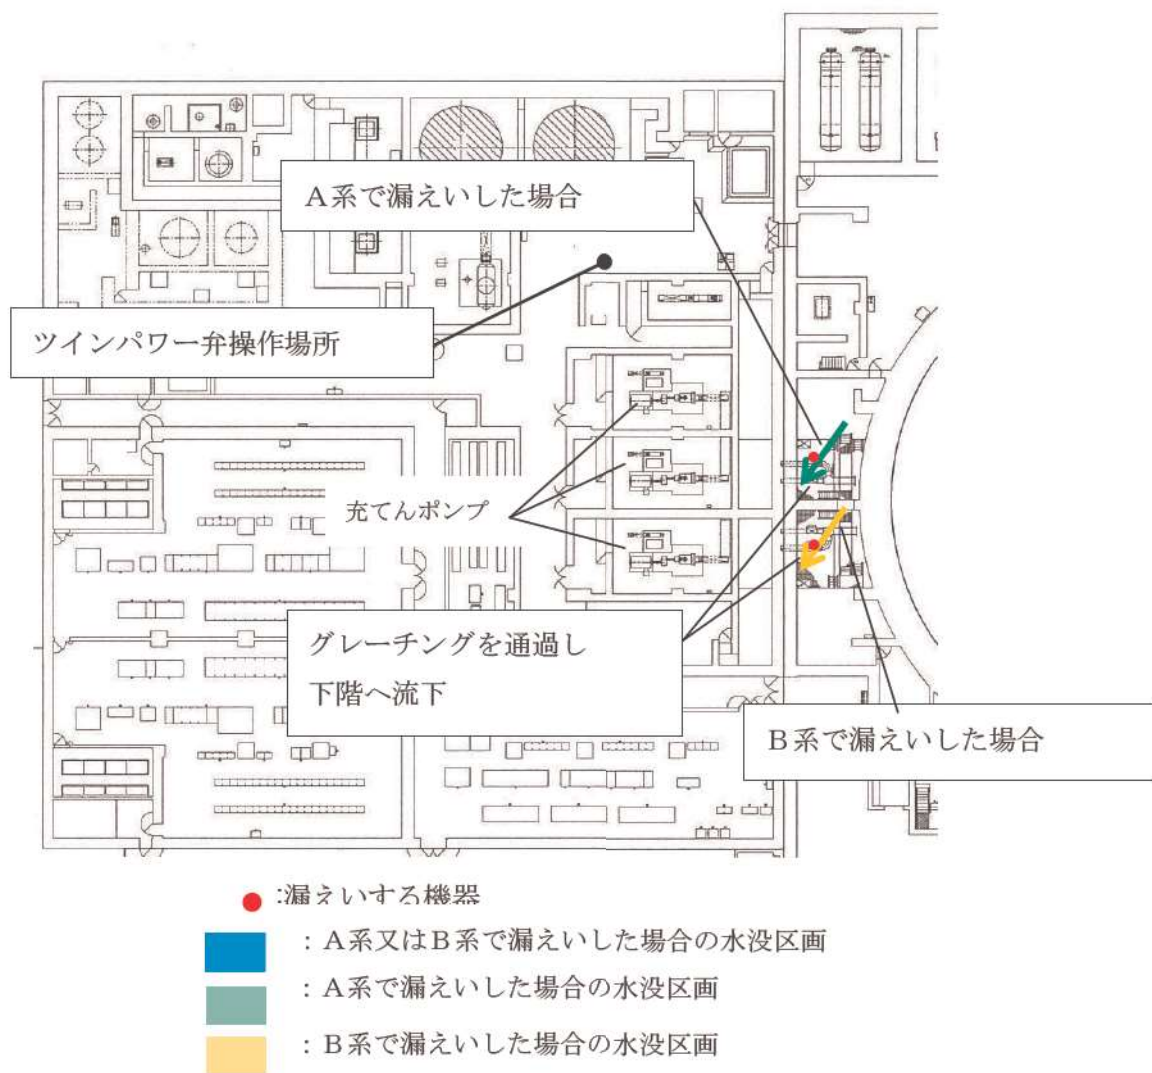 A系で漏えいした場合
ツインパワー弁操作場所
充てんポンプ
グレーチングを通過し
下階へ流下
B系で漏えいした場合
:漏えいする機器
：A系又はB系で漏えいした場合の水没区画
：A系で漏えいした場合の水没区画
：B系で漏えいした場合の水没区画